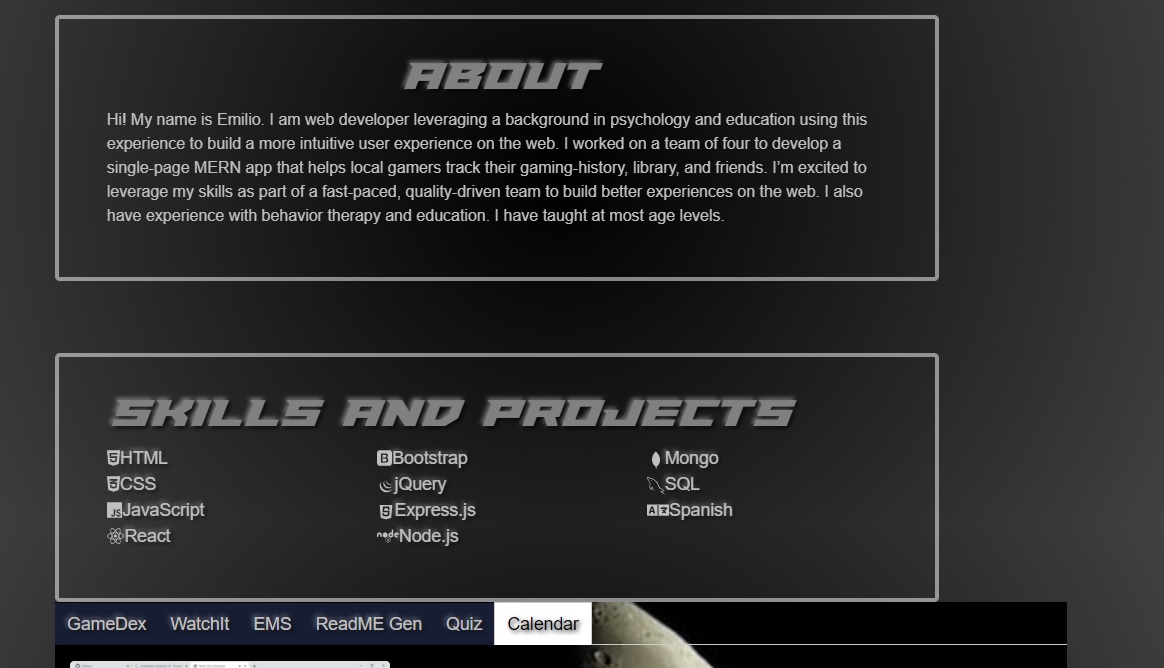 ABOUT
Hi! My name is Emilio. I am web developer leveraging a background in psychology and education using this
experience to build a more intuitive user experience on the web. I worked on a team of four to develop a
single-page MERN app that helps local gamers track their gaming-history, library, and friends. I'm excited to
leverage my skills as part of a fast-paced, quality-driven team to build better experiences on the web. I also
have experience with behavior therapy and education. I have taught at most age levels.
SKILLS AND PROJECTS
HTML Bootstrap Mongo
CSS jQuery SQL
JavaScript Express.js Spanish
React Node.js
GameDex WatchIt EMS ReadME Gen Quiz Calendar